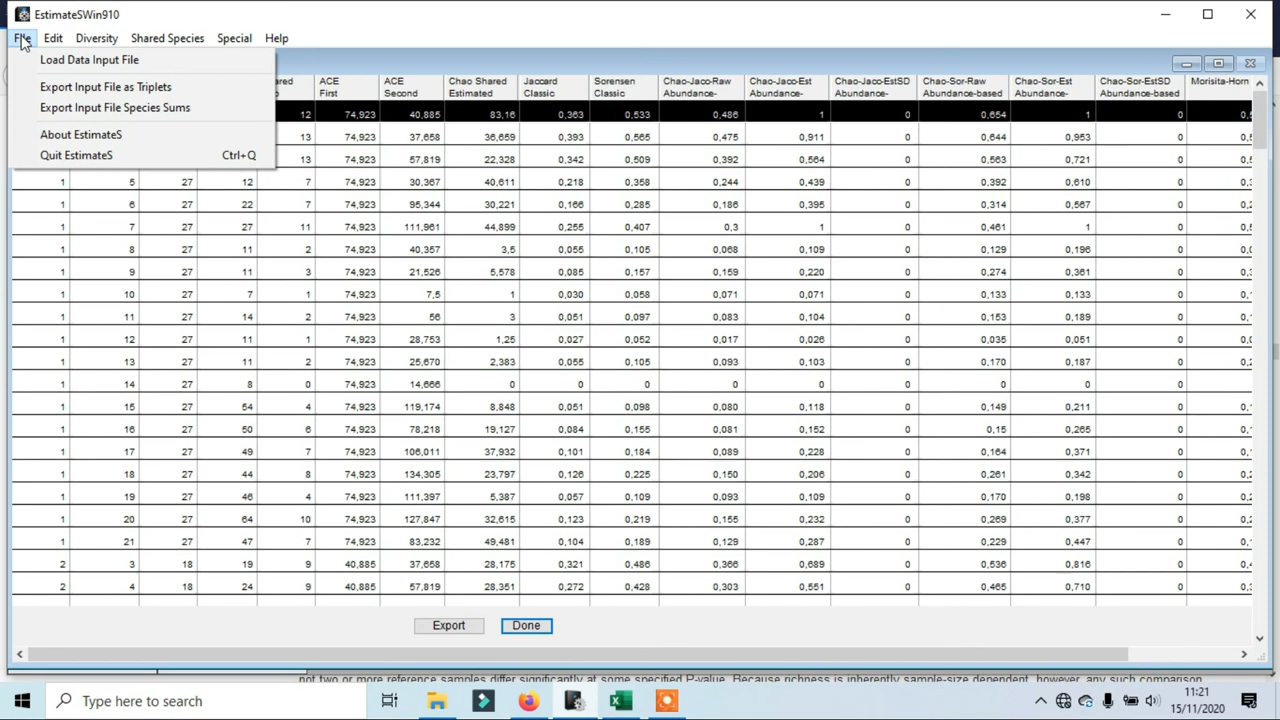 EstimateSWin910
File Edit Diversity Shared Species Special Help
Load Data Input File
Export Input File as Triplets
Export Input File Species Sums
About EstimateS
Quit EstimateS Ctrl+Q
ACE First ACE Second Chao Shared Estimated Jaccard Classic Sorensen Classic Chao-Jaco-Raw Abundance- Chao-Jaco-Est Abundance- Chao-Jaco-EstSD Abundance- Chao-Sor-Raw Abundance-based Chao-Sor-Est Abundance- Chao-Sor-EstSD Abundance-based Morisita-Horn
12 74,923 40,885 83,16 0,363 0,533 0,486 1 0 0,654 1 0
13 74,923 37,658 36,659 0,393 0,565 0,475 0,911 0 0,644 0,953 0
13 74,923 57,819 22,328 0,342 0,509 0,392 0,564 0 0,563 0,721 0
1 5 27 12 7 74,923 30,367 40,611 0,218 0,358 0,244 0,439 0 0,392 0,610 0
1 6 27 22 7 74,923 95,344 30,221 0,166 0,285 0,186 0,395 0 0,314 0,567 0
1 7 27 27 11 74,923 111,961 44,899 0,255 0,407 0,3 1 0 0,461 1 0
1 8 27 11 2 74,923 40,357 3,5 0,055 0,105 0,068 0,109 0 0,129 0,196 0
1 9 27 11 3 74,923 21,526 5,578 0,085 0,157 0,159 0,220 0 0,274 0,361 0
1 10 27 7 1 74,923 7,5 1 0,030 0,058 0,071 0,071 0 0,133 0,133 0
1 11 27 14 2 74,923 56 3 0,051 0,097 0,083 0,104 0 0,153 0,189 0
1 12 27 11 1 74,923 28,753 1,25 0,027 0,052 0,017 0,026 0 0,035 0,051 0
1 13 27 11 2 74,923 25,670 2,383 0,055 0,105 0,093 0,103 0 0,170 0,187 0
1 14 27 8 0 74,923 14,666 0 0 0 0 0 0 0 0 0
1 15 27 54 4 74,923 119,174 8,848 0,051 0,098 0,080 0,118 0 0,149 0,211 0
1 16 27 50 6 74,923 78,218 19,127 0,084 0,155 0,081 0,152 0 0,15 0,265 0
1 17 27 49 7 74,923 106,011 37,932 0,101 0,184 0,089 0,228 0 0,164 0,371 0
1 18 27 44 8 74,923 134,305 23,797 0,126 0,225 0,150 0,206 0 0,261 0,342 0
1 19 27 46 4 74,923 111,397 5,387 0,057 0,109 0,093 0,109 0 0,170 0,198 0
1 20 27 64 10 74,923 127,847 32,615 0,123 0,219 0,155 0,232 0 0,269 0,377 0
1 21 27 47 7 74,923 83,232 49,481 0,104 0,189 0,129 0,287 0 0,229 0,447 0
2 3 18 19 9 40,885 37,658 28,175 0,321 0,486 0,366 0,689 0 0,536 0,816 0
2 4 18 24 9 40,885 57,819 28,351 0,272 0,428 0,303 0,551 0 0,465 0,710 0
Export Done
not two or more reference samples differ significantly at some specified P-value. Because richness is inherently sample-size dependent, however, any such comparison
Type here to search
11:21
15/11/2020